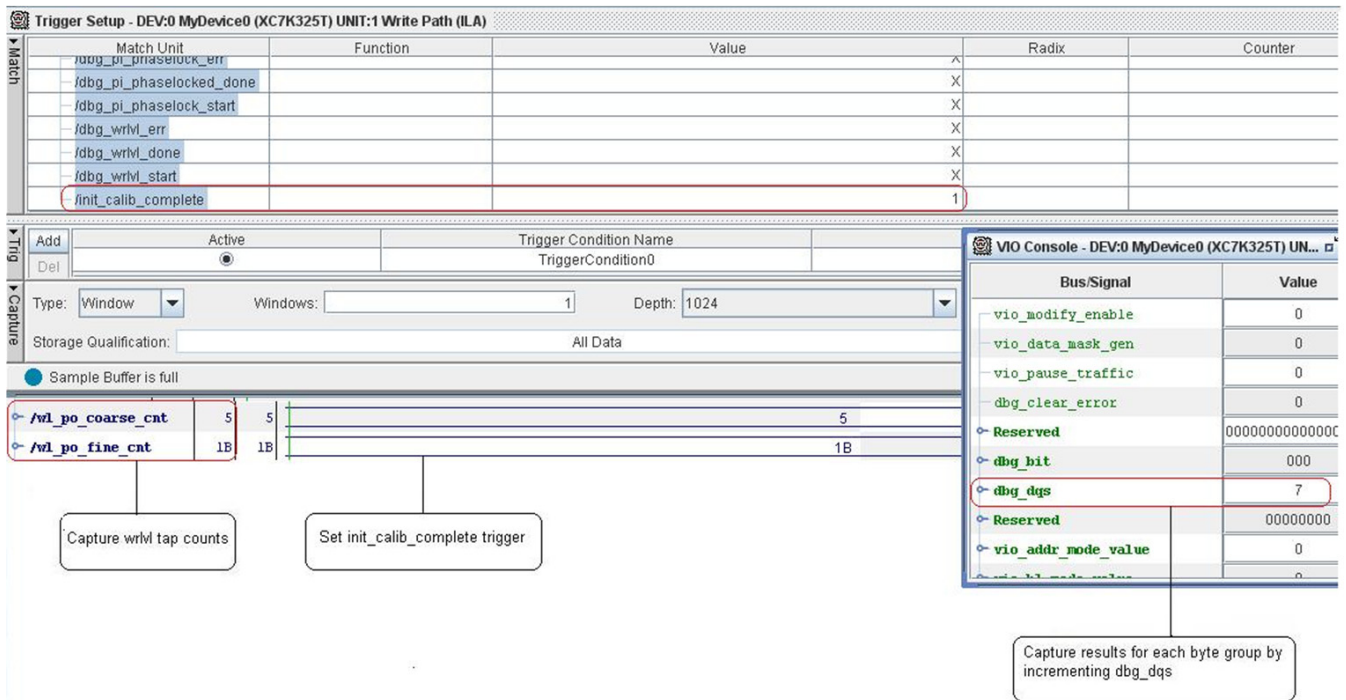 Trigger Setup - DEV:0 MyDevice0 (XC7K325T) UNIT:1 Write Path (ILA)
Match
Match Unit Function Value Radix Counter
/dbg_pi_phaselock_err X
/dbg_pi_phaselocked_done X
/dbg_pi_phaselock_start X
/dbg_wrlvl_err X
/dbg_wrlvl_done X
/dbg_wrlvl_start X
/init_calib_complete 1
Trig
Add Active Trigger Condition Name
Del TriggerCondition0
Capture
Type: Window Windows: 1 Depth: 1024
Storage Qualification: All Data
Sample Buffer is full
/wl_po_coarse_cnt 5 5 5
/wl_po_fine_cnt 1B 1B 1B
Capture wrlvl tap counts
Set init_calib_complete trigger
VIO Console - DEV:0 MyDevice0 (XC7K325T) UN...
Bus/Signal Value
vio_modify_enable 0
vio_data_mask_gen 0
vio_pause_traffic 0
dbg_clear_error 0
Reserved 00000000000000
dbg_bit 000
dbg_dqs 7
Reserved 00000000
vio_addr_mode_value 0
Capture results for each byte group by
incrementing dbg_dqs